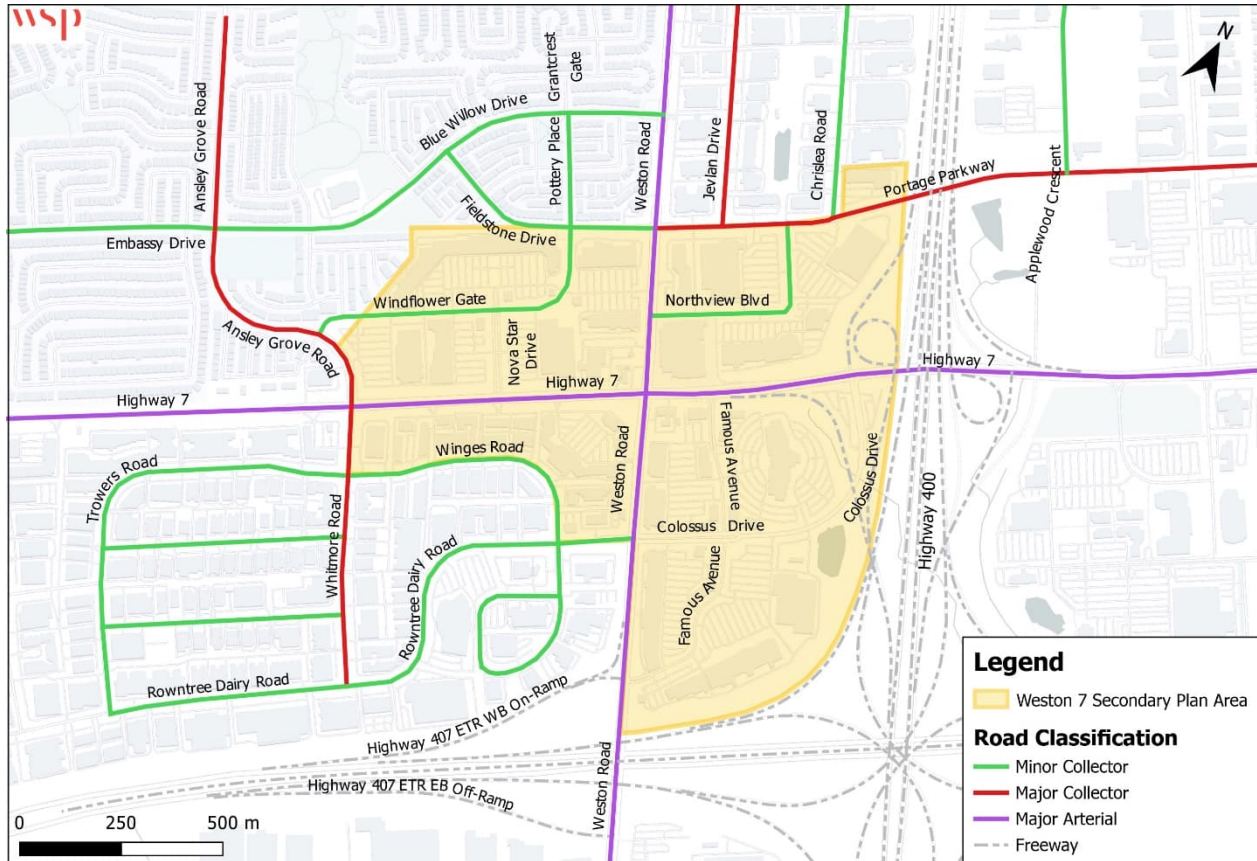 wsp
N
Ansley Grove Road
Grantcrest
Gate
Blue Willow Drive
Pottery Place
Weston Road
Jevlan Drive
Chrislea Road
Portage Parkway
Applewood Crescent
Embassy Drive
Fieldstone Drive
Windflower Gate
Northview Blvd
Ansley Grove Road
Nova Star
Drive
Highway 7
Highway 7
Highway 7
Famous Avenue
Winges Road
Weston Road
Colossus Drive
Trowers Road
Colossus Drive
Highway 400
Whitmore Road
Rowntree Dairy Road
Famous Avenue
Rowntree Dairy Road
Highway 407 ETR WB On-Ramp
Weston Road
Highway 407 ETR EB Off-Ramp
0 250 500 m
Legend
Weston 7 Secondary Plan Area
Road Classification
Minor Collector
Major Collector
Major Arterial
Freeway